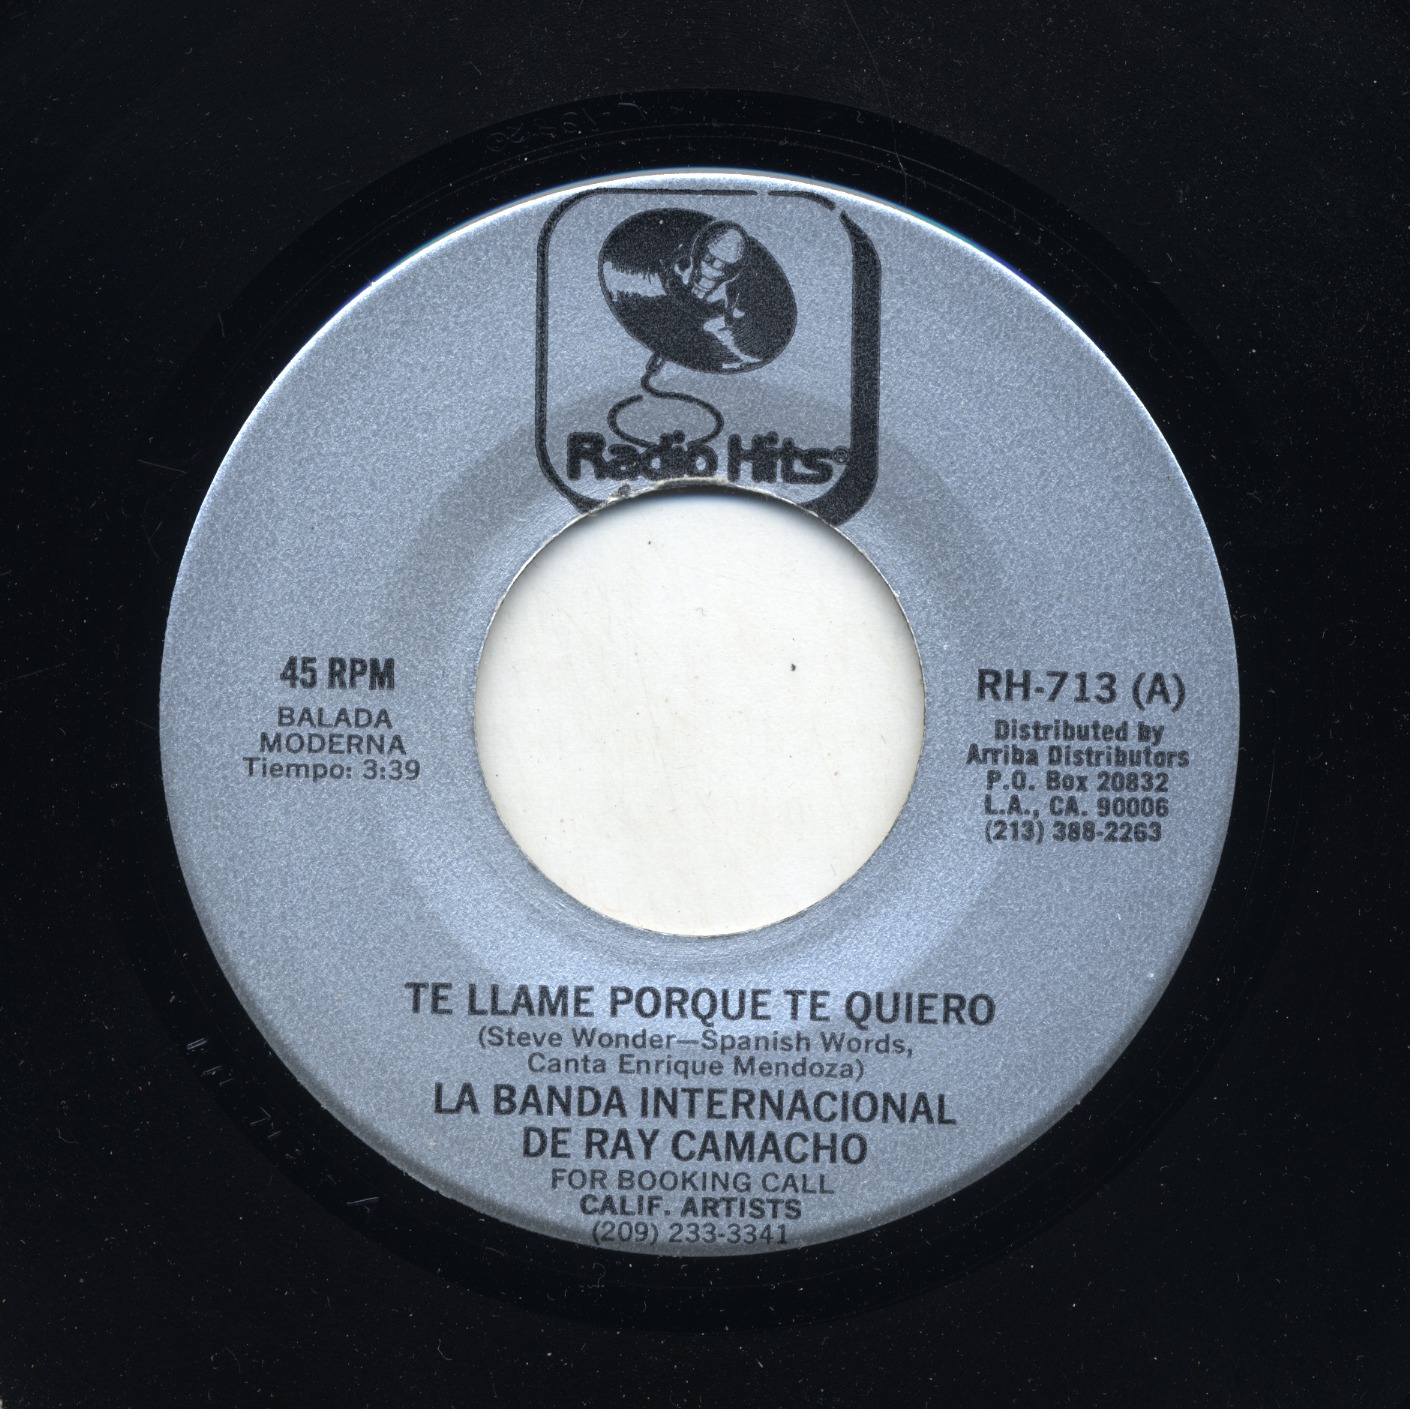 Radio Hits®
45 RPM
BALADA
MODERNA
Tiempo: 3:39
RH-713 (A)
Distributed by
Arriba Distributors
P.O. Box 20832
L.A., CA. 90006
(213) 388-2263
TE LLAME PORQUE TE QUIERO
(Steve Wonder—Spanish Words,
Canta Enrique Mendoza)
LA BANDA INTERNACIONAL
DE RAY CAMACHO
FOR BOOKING CALL
CALIF. ARTISTS
(209) 233-3341